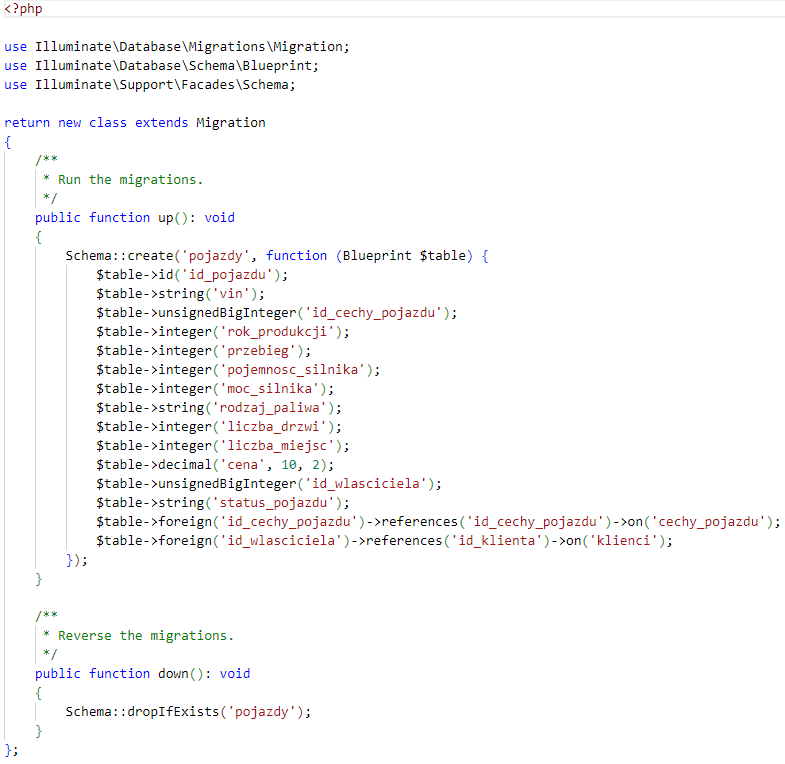 <?php

use Illuminate\Database\Migrations\Migration;
use Illuminate\Database\Schema\Blueprint;
use Illuminate\Support\Facades\Schema;

return new class extends Migration
{
    /**
     * Run the migrations.
     */
    public function up(): void
    {
        Schema::create('pojazdy', function (Blueprint $table) {
            $table->id('id_pojazdu');
            $table->string('vin');
            $table->unsignedBigInteger('id_cechy_pojazdu');
            $table->integer('rok_produkcji');
            $table->integer('przebieg');
            $table->integer('pojemnosc_silnika');
            $table->integer('moc_silnika');
            $table->string('rodzaj_paliwa');
            $table->integer('liczba_drzwi');
            $table->integer('liczba_miejsc');
            $table->decimal('cena', 10, 2);
            $table->unsignedBigInteger('id_wlasciciela');
            $table->string('status_pojazdu');
            $table->foreign('id_cechy_pojazdu')->references('id_cechy_pojazdu')->on('cechy_pojazdu');
            $table->foreign('id_wlasciciela')->references('id_klienta')->on('klienci');
        });
    }

    /**
     * Reverse the migrations.
     */
    public function down(): void
    {
        Schema::dropIfExists('pojazdy');
    }
};